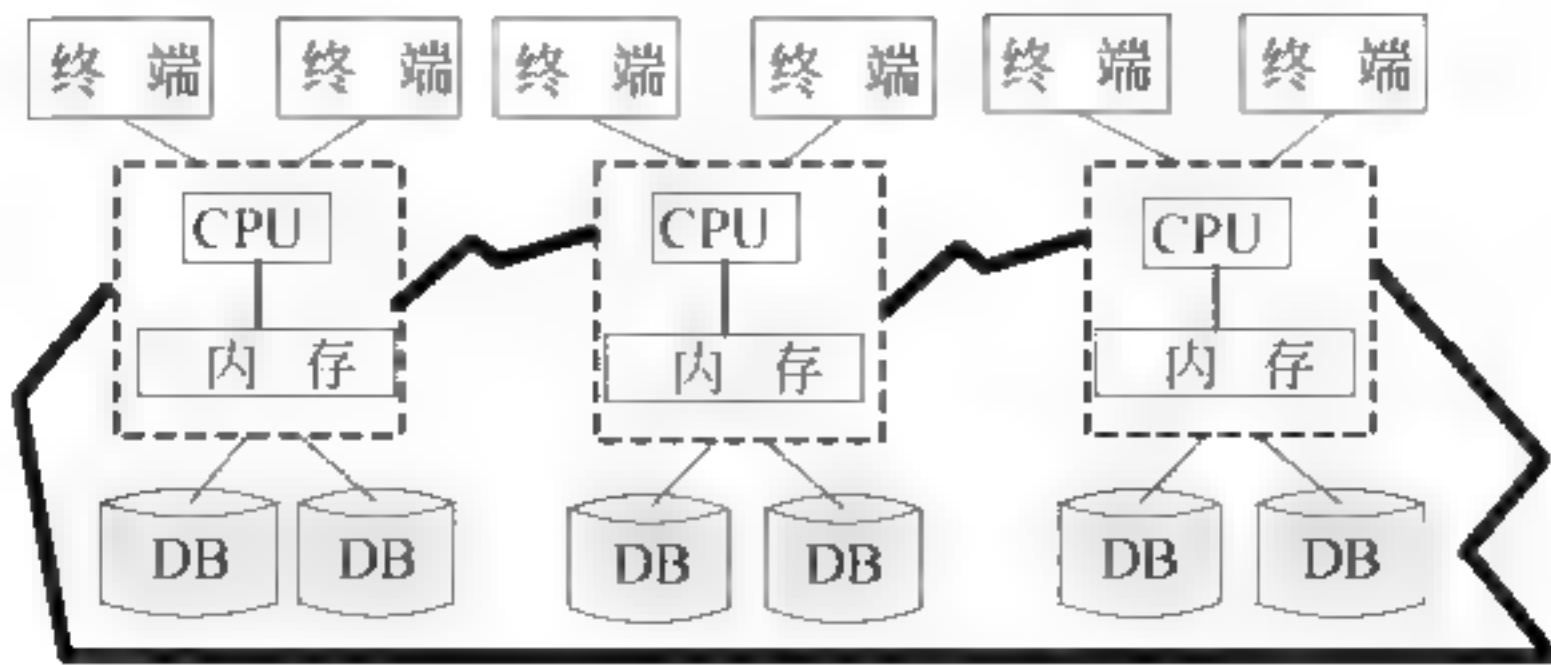 终 端 终 端 终 端 终 端 终 端 终 端
CPU CPU CPU
内 存 内 存 内 存
DB DB DB DB DB DB